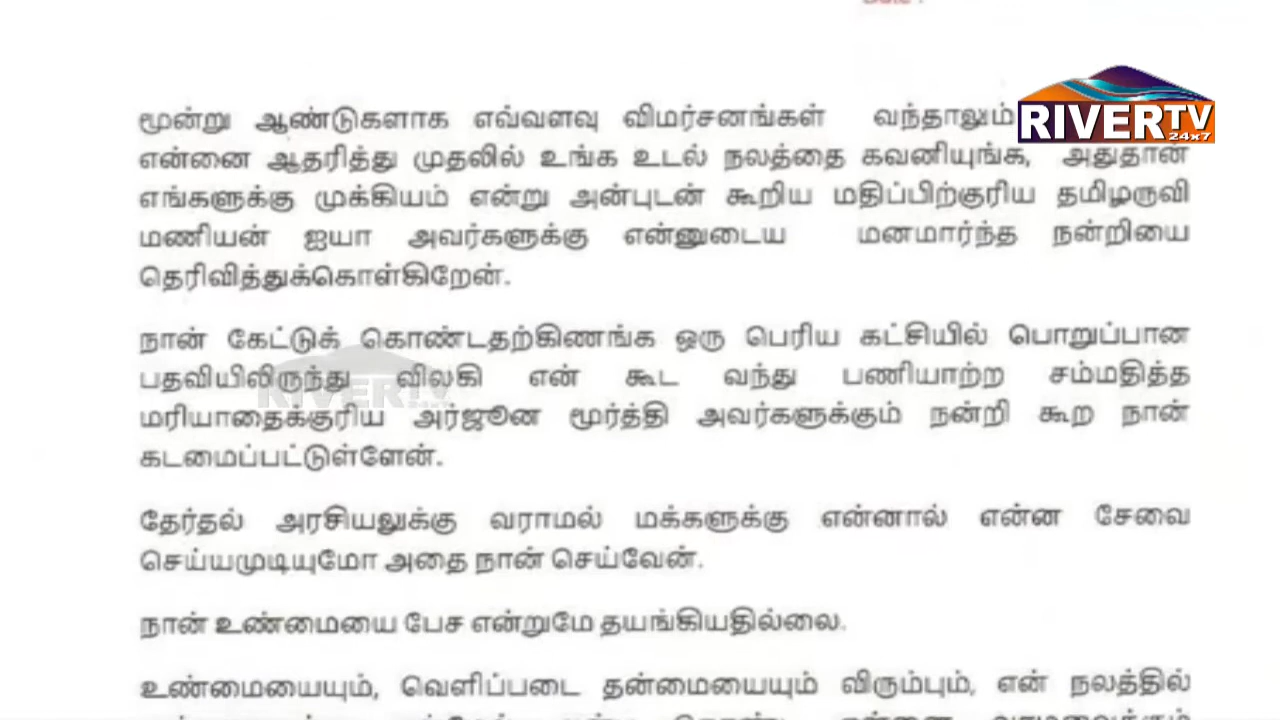 RIVERTV
24x7
மூன்று ஆண்டுகளாக எவ்வளவு விமர்சனங்கள் வந்தாலும்
என்னை ஆதரித்து முதலில் உங்க உடல் நலத்தை கவனியுங்க, அதுதான்
எங்களுக்கு முக்கியம் என்று அன்புடன் கூறிய மதிப்பிற்குரிய தமிழருவி
மணியன் ஐயா அவர்களுக்கு என்னுடைய மனமார்ந்த நன்றியை
தெரிவித்துக்கொள்கிறேன்.
நான் கேட்டுக் கொண்டதற்கிணங்க ஒரு பெரிய கட்சியில் பொறுப்பான
பதவியிலிருந்து விலகி என் கூட வந்து பணியாற்ற சம்மதித்த
மரியாதைக்குரிய அர்ஜூன மூர்த்தி அவர்களுக்கும் நன்றி கூற நான்
கடமைப்பட்டுள்ளேன்.
தேர்தல் அரசியலுக்கு வராமல் மக்களுக்கு என்னால் என்ன சேவை
செய்யமுடியுமோ அதை நான் செய்வேன்.
நான் உண்மையை பேச என்றுமே தயங்கியதில்லை.
உண்மையையும், வெளிப்படை தன்மையையும் விரும்பும், என் நலத்தில்